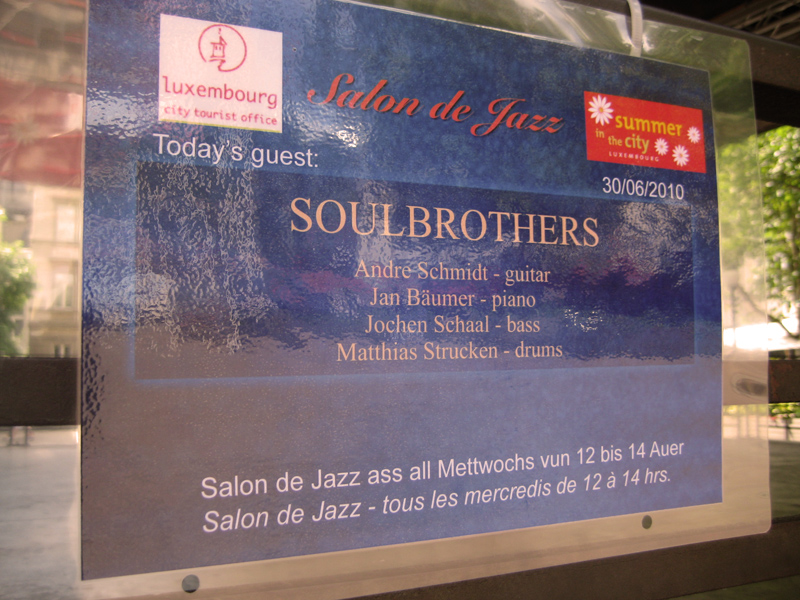 luxembourg
city tourist office
Salon de Jazz
summer
in the city
LUXEMBOURG
Today's guest:
30/06/2010
SOULBROTHERS
Andre Schmidt - guitar
Jan Bäumer - piano
Jochen Schaal - bass
Matthias Strucken - drums
Salon de Jazz ass all Mettwochs vun 12 bis 14 Auer
Salon de Jazz - tous les mercredis de 12 à 14 hrs.